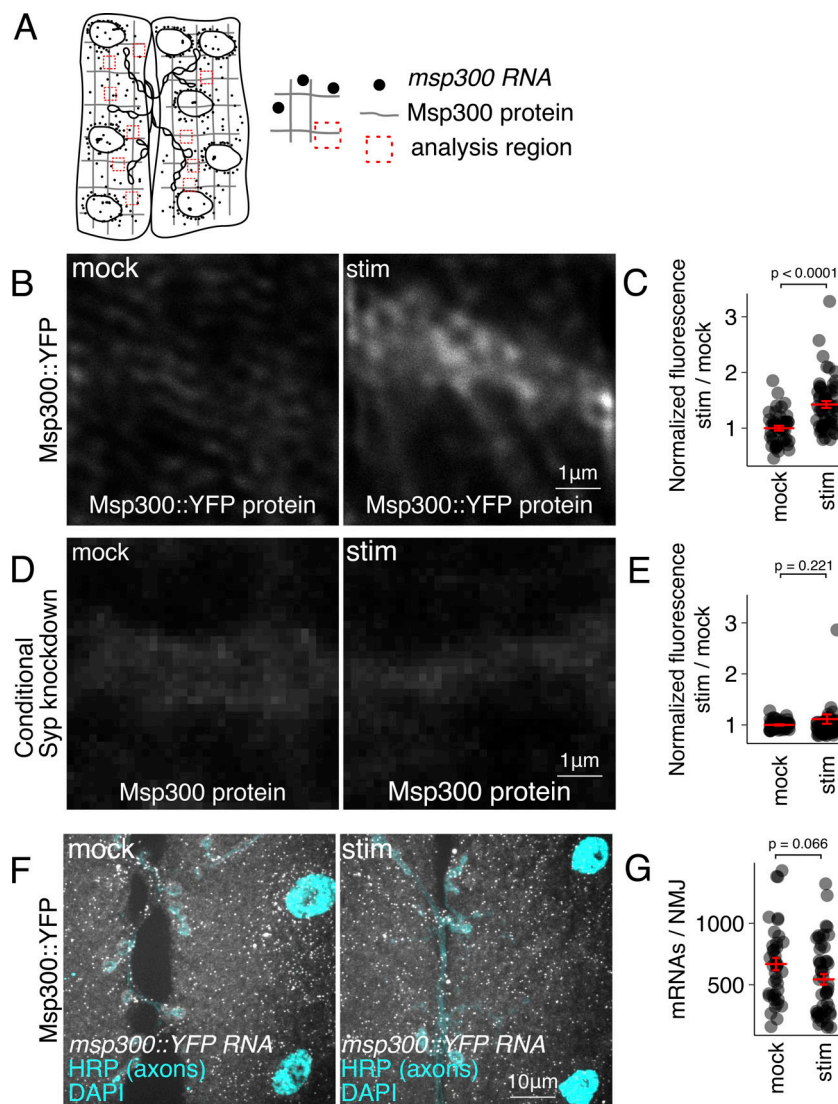 A
msp300 RNA
Msp300 protein
analysis region
B
Msp300::YFP
mock
Msp300::YFP protein
stim
1µm
Msp300::YFP protein
C
Normalized fluorescence
stim / mock
p < 0.0001
3
2
1
mock
stim
D
Conditional
Syp knockdown
mock
Msp300 protein
stim
1µm
Msp300 protein
E
Normalized fluorescence
stim / mock
p = 0.221
3
2
1
mock
stim
F
Msp300::YFP
mock
msp300::YFP RNA
HRP (axons)
DAPI
stim
msp300::YFP RNA
HRP (axons)
DAPI
10µm
G
mRNAs / NMJ
p = 0.066
1000
500
mock
stim